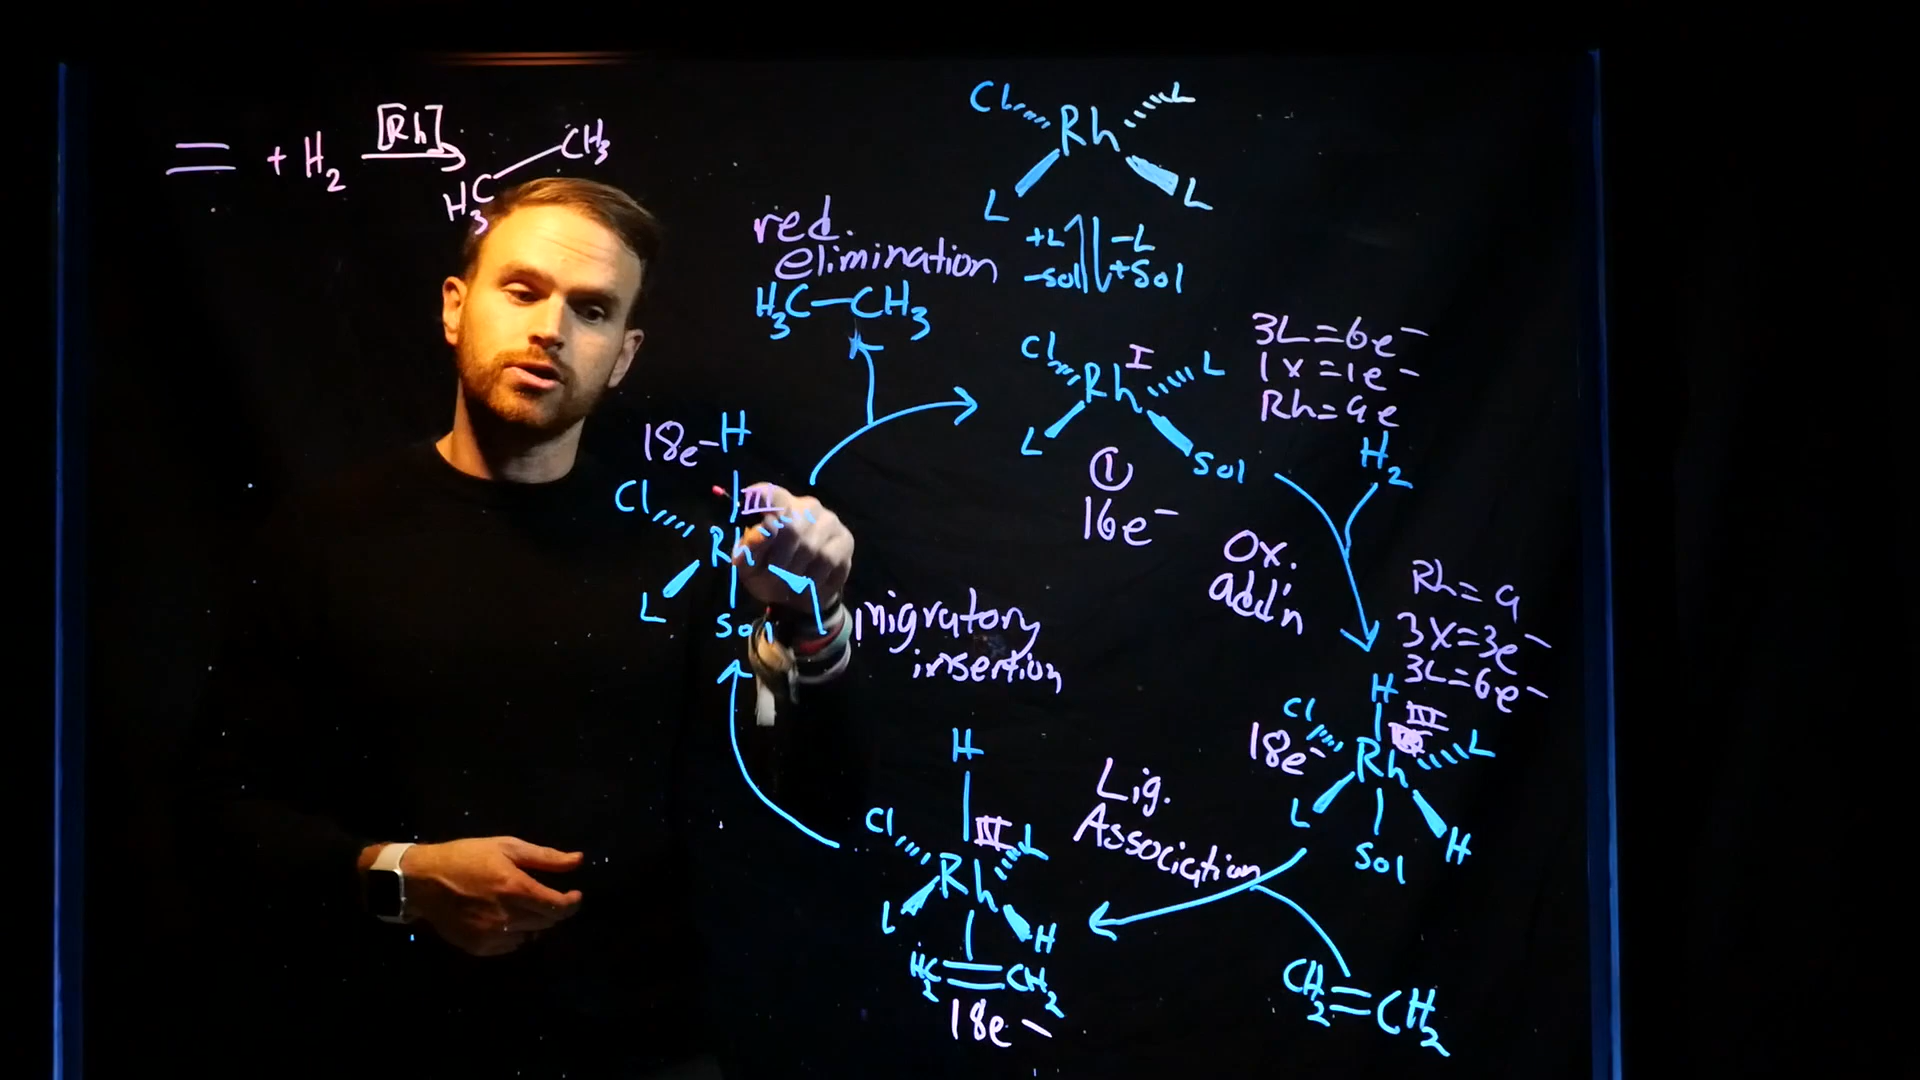 = + H2 [Rh] → H3C-CH3
Cl Rh L
L L
+L -L
-Sol +Sol
red.
elimination
H3C-CH3
Cl Rh I L
L Sol
①
16e-
3L=6e-
1x=1e-
Rh=9e
H2
Ox.
add'n
Rh=9
3X=3e-
3L=6e-
H
Cl Rh III L
18e-
L Sol H
CH2=CH2
Lig.
Association
H
Cl Rh III L
L H
H2C=CH2
18e-
migratory
insertion
18e- H
Cl III
Rh
L Sol